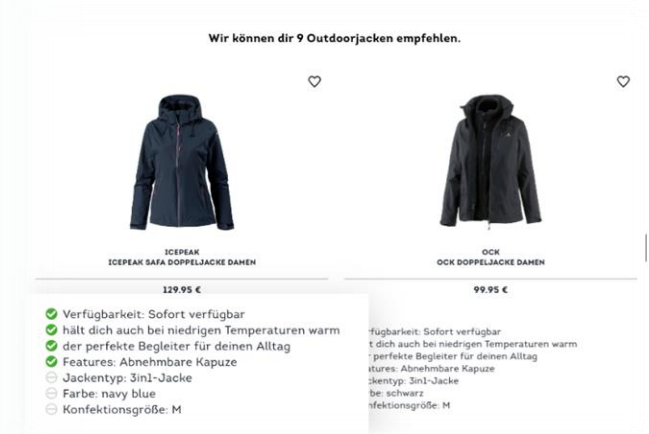 Wir können dir 9 Outdoorjacken empfehlen.
ICEPEAK
ICEPEAK SAFA DOPPELJACKE DAMEN
129.95 €
Verfügbarkeit: Sofort verfügbar
hält dich auch bei niedrigen Temperaturen warm
der perfekte Begleiter für deinen Alltag
Features: Abnehmbare Kapuze
Jackentyp: 3in1-Jacke
Farbe: navy blue
Konfektionsgröße: M
OCK
OCK DOPPELJACKE DAMEN
99.95 €
rfügbarkeit: Sofort verfügbar
t dich auch bei niedrigen Temperaturen warm
perfekte Begleiter für deinen Alltag
atures: Abnehmbare Kapuze
ckentyp: 3in1-Jacke
be: schwarz
nfektionsgröße: M